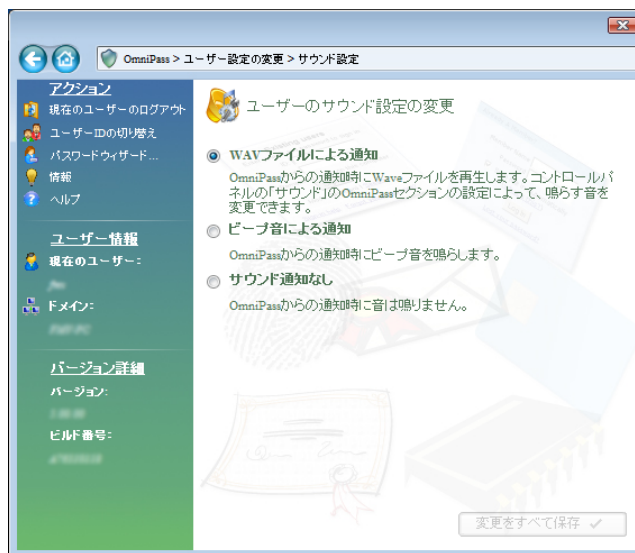 OmniPass > ユーザー設定の変更 > サウンド設定
アクション
現在のユーザーのログアウト
ユーザーIDの切り替え
パスワードウィザード...
情報
ヘルプ
ユーザー情報
現在のユーザー:
ドメイン:
バージョン詳細
バージョン:
ビルド番号:
ユーザーのサウンド設定の変更
WAVファイルによる通知
OmniPassからの通知時にWaveファイルを再生します。コントロールパ
ネルの「サウンド」のOmniPassセクションの設定によって、鳴らす音を
変更できます。
ビープ音による通知
OmniPassからの通知時にビープ音を鳴らします。
サウンド通知なし
OmniPassからの通知時に音は鳴りません。
変更をすべて保存